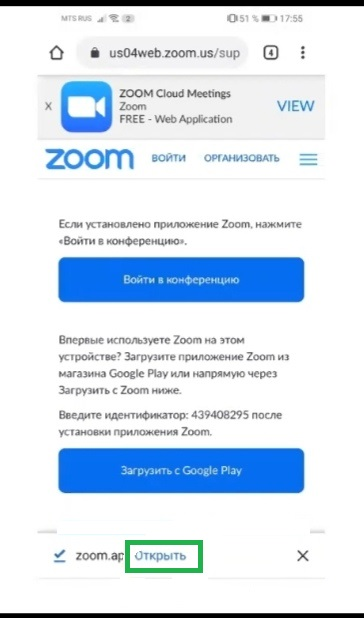 MTS RUS 51 % 17:55
us04web.zoom.us/sup 4
ZOOM Cloud Meetings
x Zoom VIEW
FREE - Web Application
zoom ВОЙТИ ОРГАНИЗОВАТЬ
Если установлено приложение Zoom, нажмите
«Войти в конференцию».
Войти в конференцию
Впервые используете Zoom на этом
устройстве? Загрузите приложение Zoom из
магазина Google Play или напрямую через
Загрузить с Zoom ниже.
Введите идентификатор: 439408295 после
установки приложения Zoom.
Загрузить с Google Play
zoom.ap Открыть